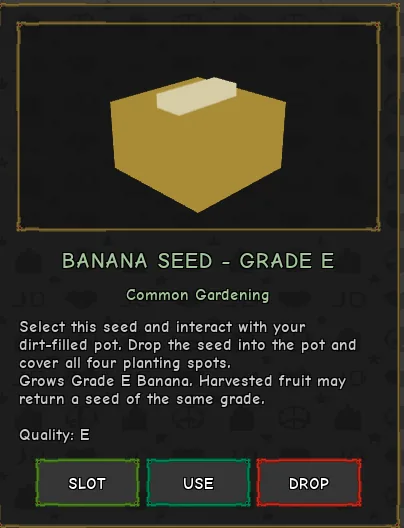 BANANA SEED - GRADE E
Common Gardening
Select this seed and interact with your
dirt-filled pot. Drop the seed into the pot and
cover all four planting spots.
Grows Grade E Banana. Harvested fruit may
return a seed of the same grade.
Quality: E
SLOT
USE
DROP